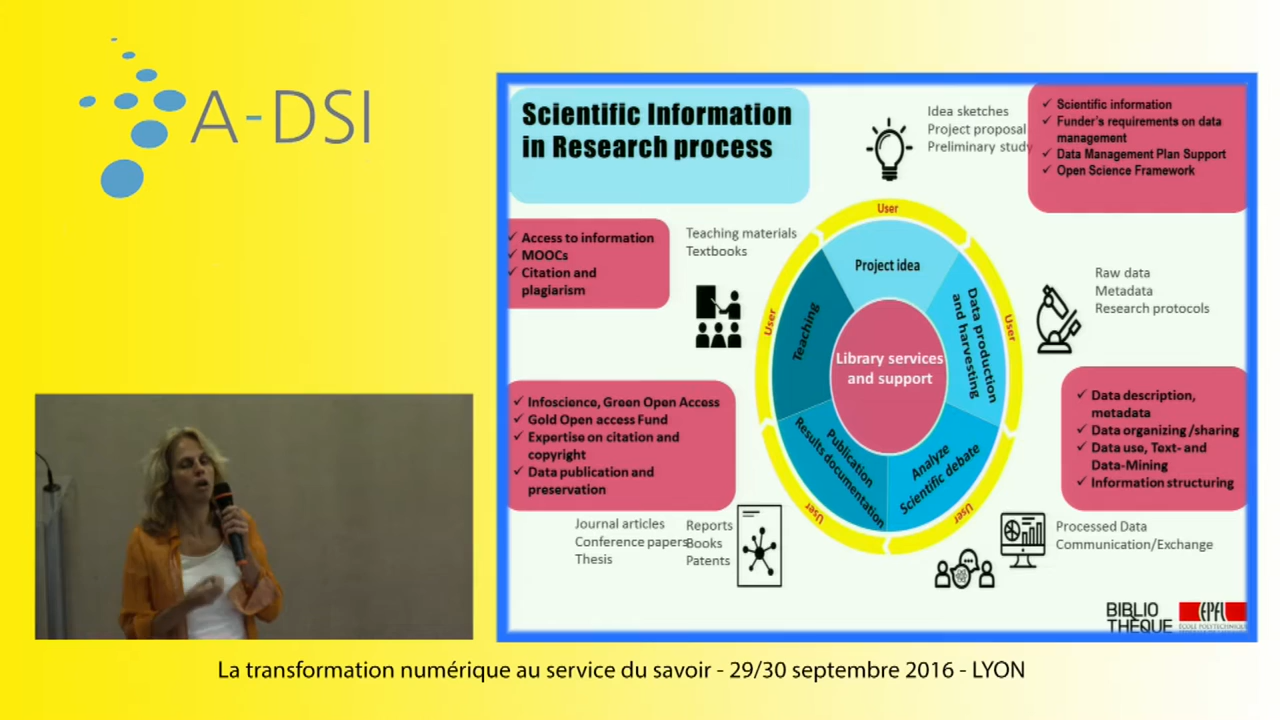 A-DSI
Scientific Information
in Research process
Idea sketches
Project proposal
Preliminary study
✓ Scientific information
✓ Funder's requirements on data
management
✓ Data Management Plan Support
✓ Open Science Framework
✓ Access to information
✓ MOOCs
✓ Citation and
plagiarism
Teaching materials
Textbooks
User
Project idea
User
Data production
and harvesting
User
Teaching
Library services
and support
Raw data
Metadata
Research protocols
✓ Infoscience, Green Open Access
✓ Gold Open access Fund
✓ Expertise on citation and
copyright
✓ Data publication and
preservation
Publication
Results documentation
Analyze
Scientific debate
User
User
✓ Data description,
metadata
✓ Data organizing /sharing
✓ Data use, Text- and
Data-Mining
✓ Information structuring
Journal articles
Conference papers
Thesis
Reports
Books
Patents
Processed Data
Communication/Exchange
BIBLIO
THÈQUE
EPFL
ÉCOLE POLYTECHNIQUE
La transformation numérique au service du savoir - 29/30 septembre 2016 - LYON